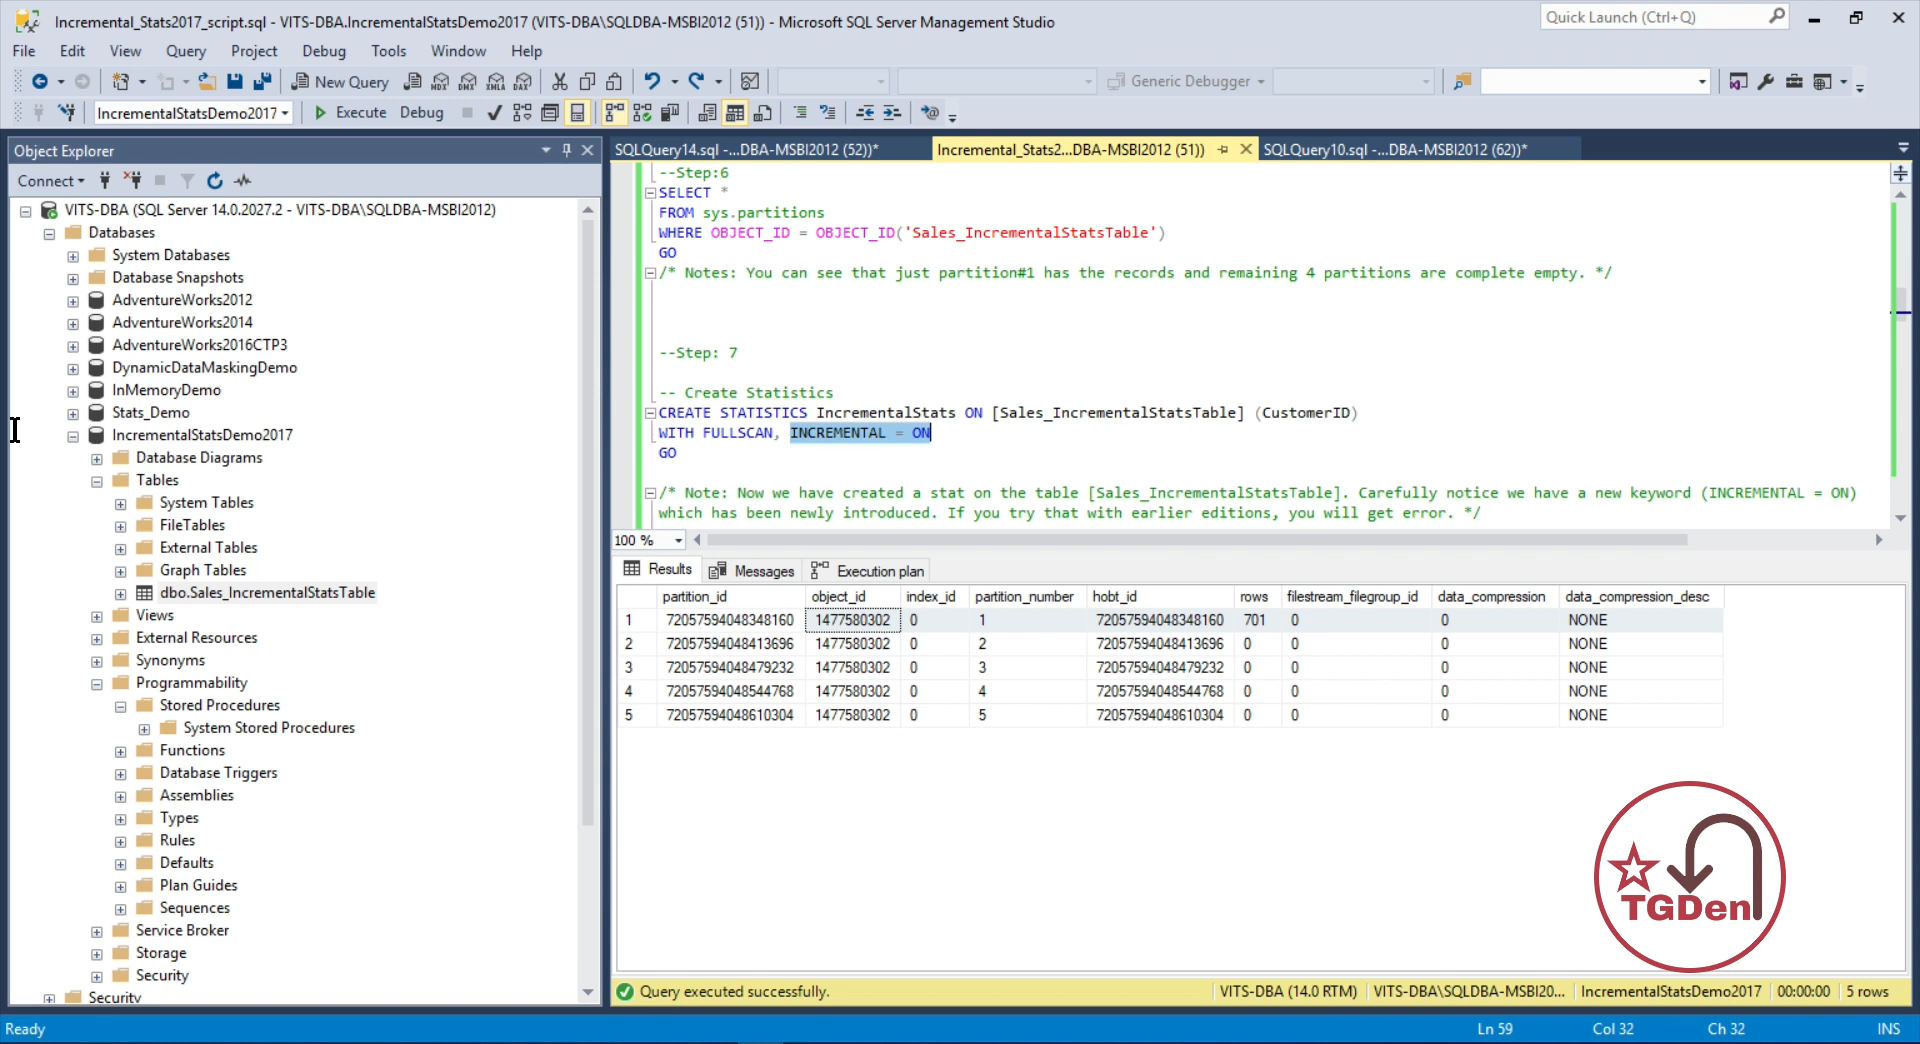 Incremental_Stats2017_script.sql - VITS-DBA.IncrementalStatsDemo2017 (VITS-DBA\SQLDBA-MSBI2012 (51)) - Microsoft SQL Server Management Studio
Quick Launch (Ctrl+Q)
File Edit View Query Project Debug Tools Window Help
New Query
MDX DMX XMLA DAX
Generic Debugger
IncrementalStatsDemo2017
Execute Debug
Object Explorer
Connect
VITS-DBA (SQL Server 14.0.2027.2 - VITS-DBA\SQLDBA-MSBI2012)
Databases
System Databases
Database Snapshots
AdventureWorks2012
AdventureWorks2014
AdventureWorks2016CTP3
DynamicDataMaskingDemo
InMemoryDemo
Stats_Demo
IncrementalStatsDemo2017
Database Diagrams
Tables
System Tables
FileTables
External Tables
Graph Tables
dbo.Sales_IncrementalStatsTable
Views
External Resources
Synonyms
Programmability
Stored Procedures
System Stored Procedures
Functions
Database Triggers
Assemblies
Types
Rules
Defaults
Plan Guides
Sequences
Service Broker
Storage
Security
Security
SQLQuery14.sql -...DBA-MSBI2012 (52))*
Incremental_Stats2...DBA-MSBI2012 (51))
SQLQuery10.sql -...DBA-MSBI2012 (62))*
--Step:6
SELECT *
FROM sys.partitions
WHERE OBJECT_ID = OBJECT_ID('Sales_IncrementalStatsTable')
GO
/* Notes: You can see that just partition#1 has the records and remaining 4 partitions are complete empty. */
--Step: 7
-- Create Statistics
CREATE STATISTICS IncrementalStats ON [Sales_IncrementalStatsTable] (CustomerID)
WITH FULLSCAN, INCREMENTAL = ON
GO
/* Note: Now we have created a stat on the table [Sales_IncrementalStatsTable]. Carefully notice we have a new keyword (INCREMENTAL = ON)
which has been newly introduced. If you try that with earlier editions, you will get error. */
100 %
Results Messages Execution plan
partition_id object_id index_id partition_number hobt_id rows filestream_filegroup_id data_compression data_compression_desc
1 72057594048348160 1477580302 0 1 72057594048348160 701 0 0 NONE
2 72057594048413696 1477580302 0 2 72057594048413696 0 0 0 NONE
3 72057594048479232 1477580302 0 3 72057594048479232 0 0 0 NONE
4 72057594048544768 1477580302 0 4 72057594048544768 0 0 0 NONE
5 72057594048610304 1477580302 0 5 72057594048610304 0 0 0 NONE
TGDen
Query executed successfully.
VITS-DBA (14.0 RTM) VITS-DBA\SQLDBA-MSBI20... IncrementalStatsDemo2017 00:00:00 5 rows
Ready
Ln 59 Col 32 Ch 32 INS